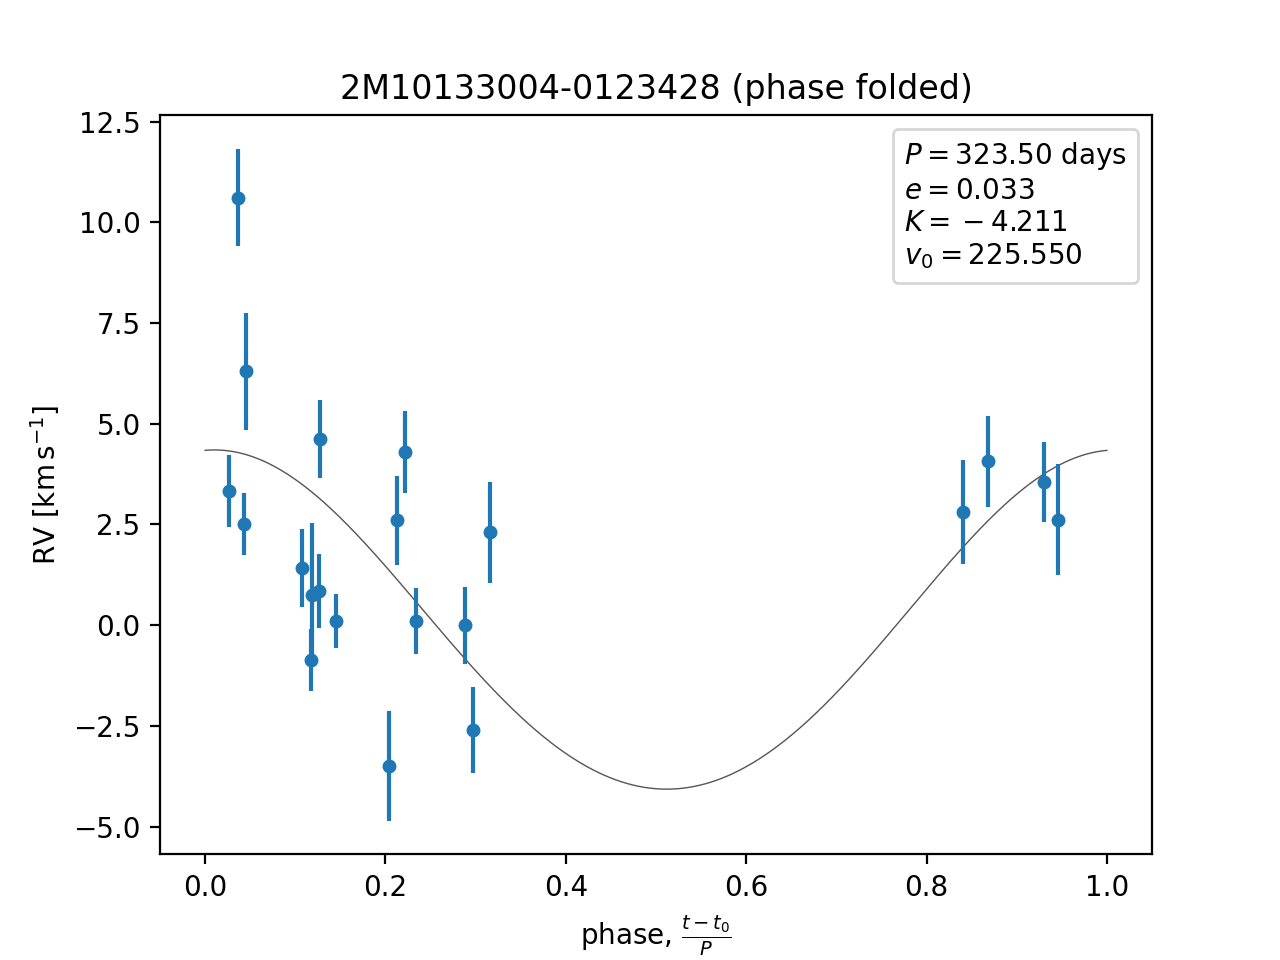 2M10133004-0123428 (phase folded)
12.5
10.0
7.5
5.0
2.5
0.0
−2.5
−5.0
RV [km s⁻¹]
P = 323.50 days
e = 0.033
K = −4.211
v₀ = 225.550
0.0 0.2 0.4 0.6 0.8 1.0
phase, (t − t₀)/P